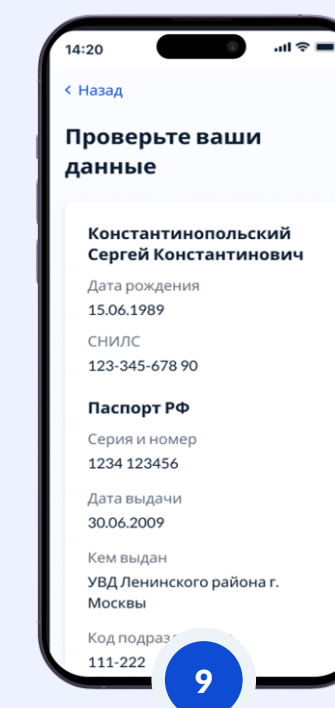 14:20
< Назад
Проверьте ваши
данные
Константинопольский
Сергей Константинович
Дата рождения
15.06.1989
СНИЛС
123-345-678 90
Паспорт РФ
Серия и номер
1234 123456
Дата выдачи
30.06.2009
Кем выдан
УВД Ленинского района г.
Москвы
Код
111-222
9